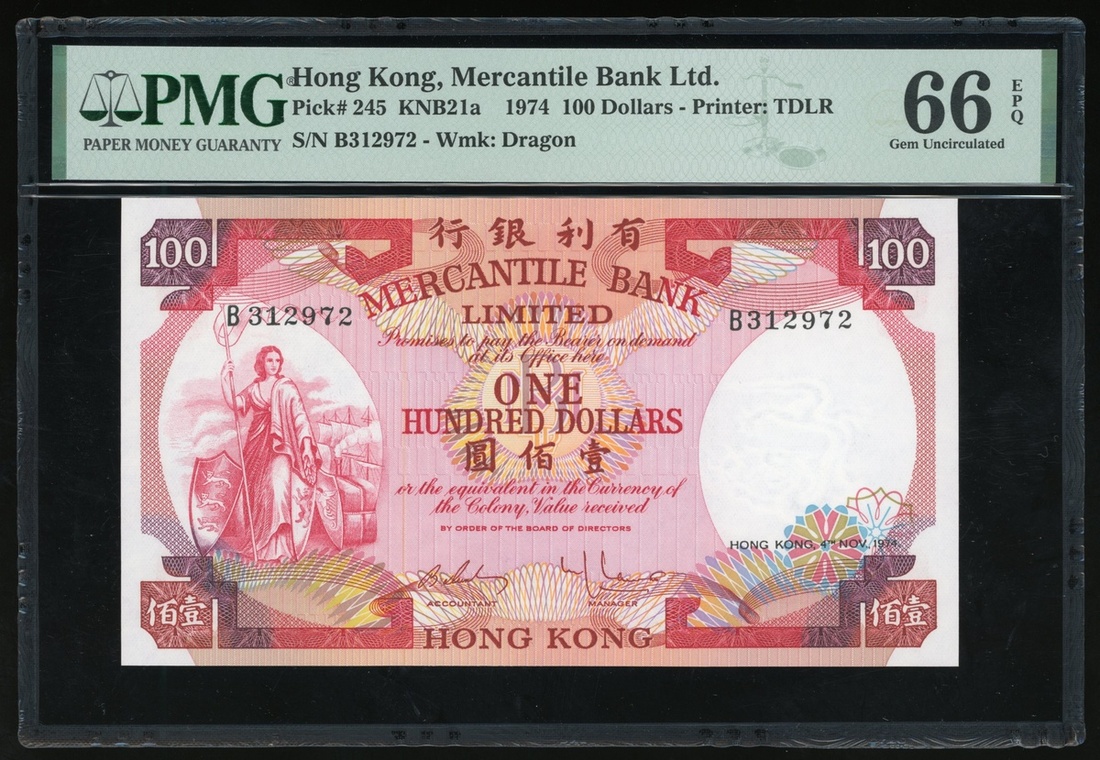 PMG®
PAPER MONEY GUARANTY
Hong Kong, Mercantile Bank Ltd.
Pick# 245 KNB21a 1974 100 Dollars - Printer: TDLR
S/N B312972 - Wmk: Dragon
66 EPQ
Gem Uncirculated
行銀利有
100
100
MERCANTILE BANK
LIMITED
B312972
B312972
Promises to pay the Bearer on demand
at its Office here
ONE
HUNDRED DOLLARS
圓佰壹
or the equivalent in the Currency of
the Colony, Value received
BY ORDER OF THE BOARD OF DIRECTORS
HONG KONG, 4TH NOV, 1974.
ACCOUNTANT
MANAGER
佰壹
佰壹
HONG KONG